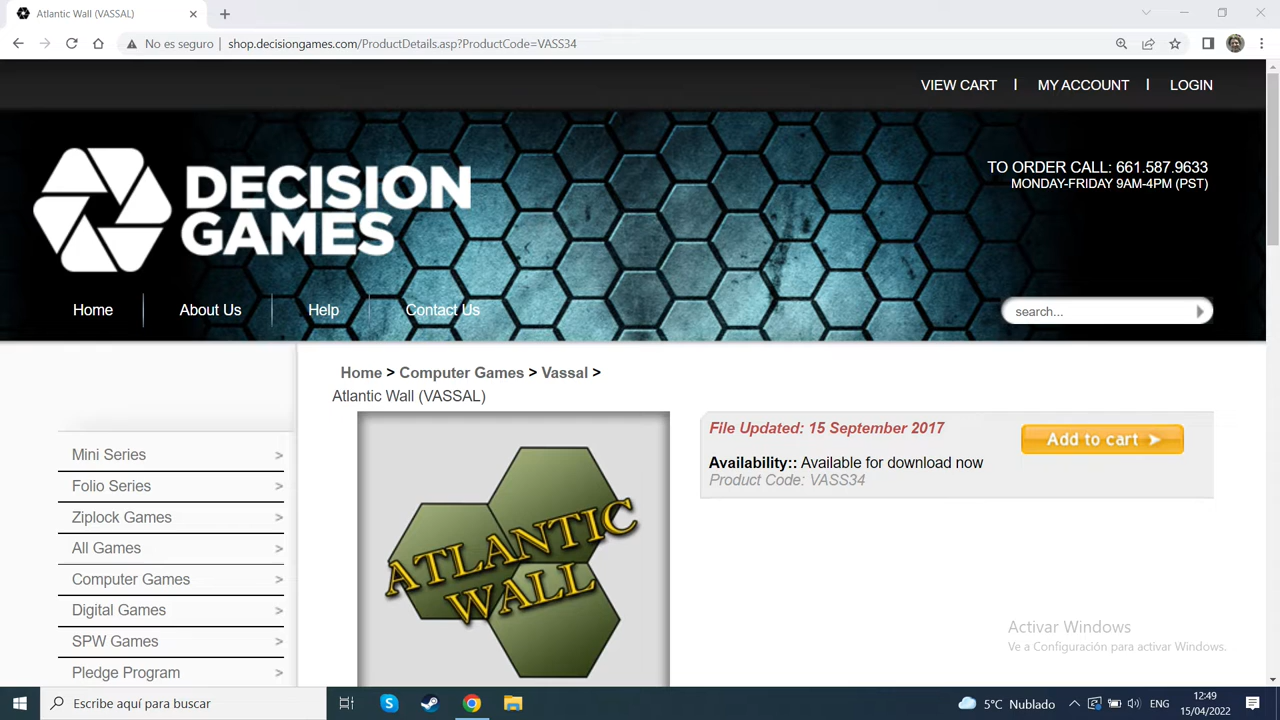 Atlantic Wall (VASSAL)
No es seguro | shop.decisiongames.com/ProductDetails.asp?ProductCode=VASS34
VIEW CART | MY ACCOUNT | LOGIN
DECISION
GAMES
TO ORDER CALL: 661.587.9633
MONDAY-FRIDAY 9AM-4PM (PST)
Home
About Us
Help
Contact Us
search...
Home > Computer Games > Vassal >
Atlantic Wall (VASSAL)
Mini Series >
Folio Series >
Ziplock Games >
All Games >
Computer Games >
Digital Games >
SPW Games >
Pledge Program >
ATLANTIC
WALL
File Updated: 15 September 2017
Availability:: Available for download now
Product Code: VASS34
Add to cart
Activar Windows
Ve a Configuración para activar Windows.
Escribe aquí para buscar
5°C Nublado
ENG
12:49
15/04/2022